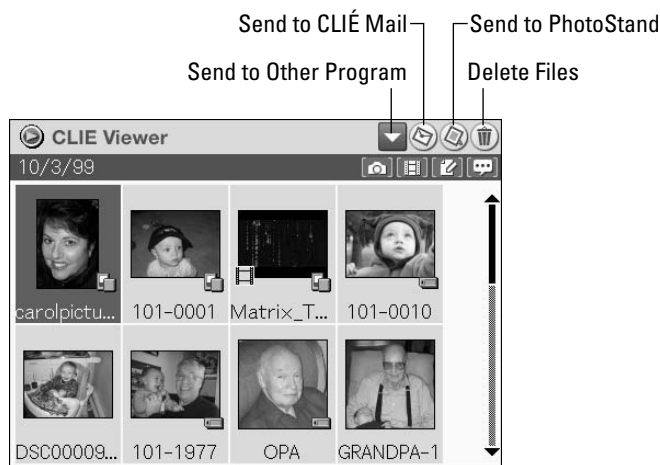 Send to CLIÉ Mail
Send to PhotoStand
Send to Other Program
Delete Files
CLIE Viewer
10/3/99
carolpictu...
101-0001
Matrix_T...
101-0010
DSC00009...
101-1977
OPA
GRANDPA-1